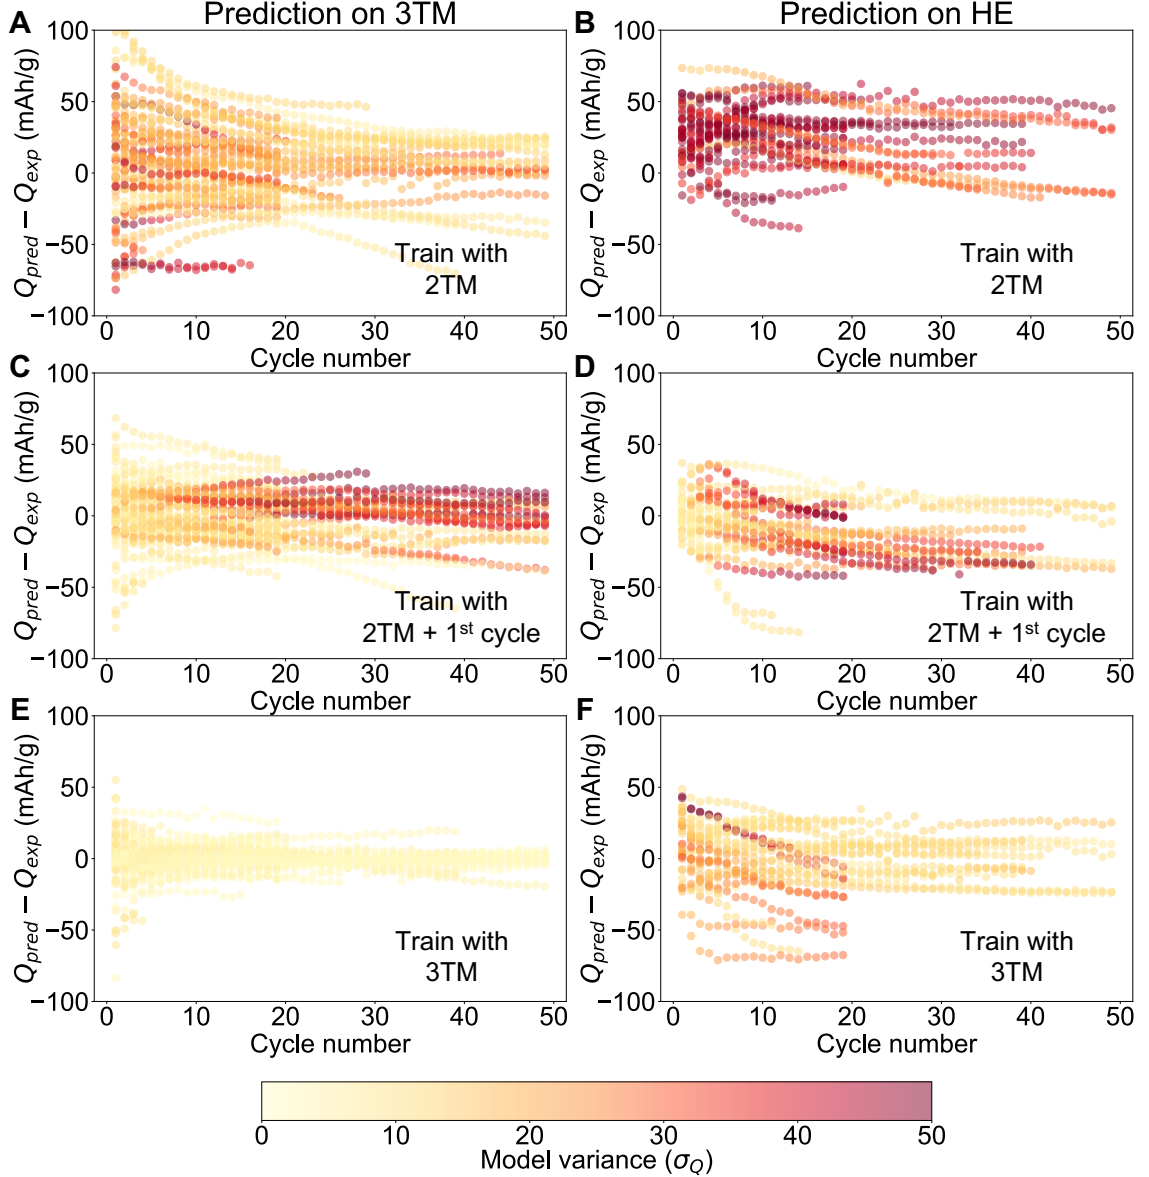 A
Prediction on 3TM
B
Prediction on HE
100
50
0
−50
−100
Q_pred − Q_exp (mAh/g)
Train with
2TM
0 10 20 30 40 50
Cycle number
100
50
0
−50
−100
Q_pred − Q_exp (mAh/g)
Train with
2TM
0 10 20 30 40 50
Cycle number
C
100
50
0
−50
−100
Q_pred − Q_exp (mAh/g)
Train with
2TM + 1st cycle
0 10 20 30 40 50
Cycle number
D
100
50
0
−50
−100
Q_pred − Q_exp (mAh/g)
Train with
2TM + 1st cycle
0 10 20 30 40 50
Cycle number
E
100
50
0
−50
−100
Q_pred − Q_exp (mAh/g)
Train with
3TM
0 10 20 30 40 50
Cycle number
F
100
50
0
−50
−100
Q_pred − Q_exp (mAh/g)
Train with
3TM
0 10 20 30 40 50
Cycle number
0 10 20 30 40 50
Model variance (σ_Q)